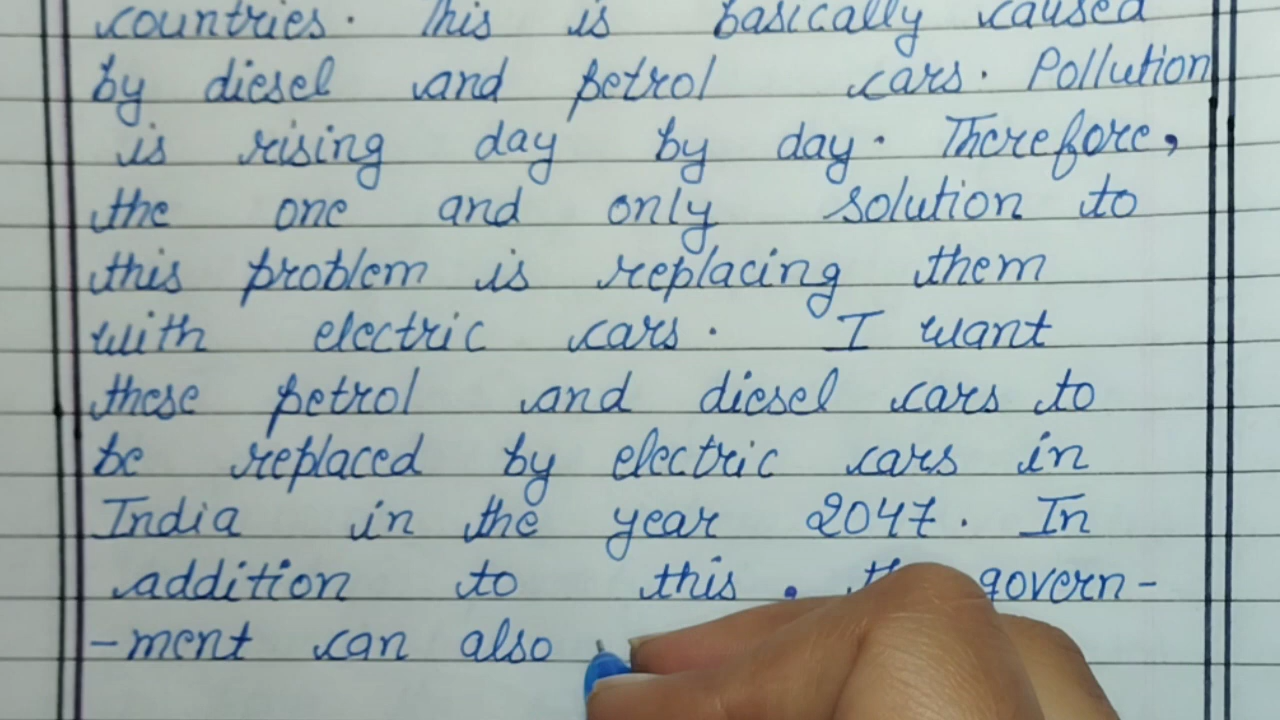 countries. This is basically caused
by diesel and petrol cars. Pollution
is rising day by day. Therefore,
the one and only solution to
this problem is replacing them
with electric cars. I want
these petrol and diesel cars to
be replaced by electric cars in
India in the year 2047. In
addition to this, govern-
-ment can also